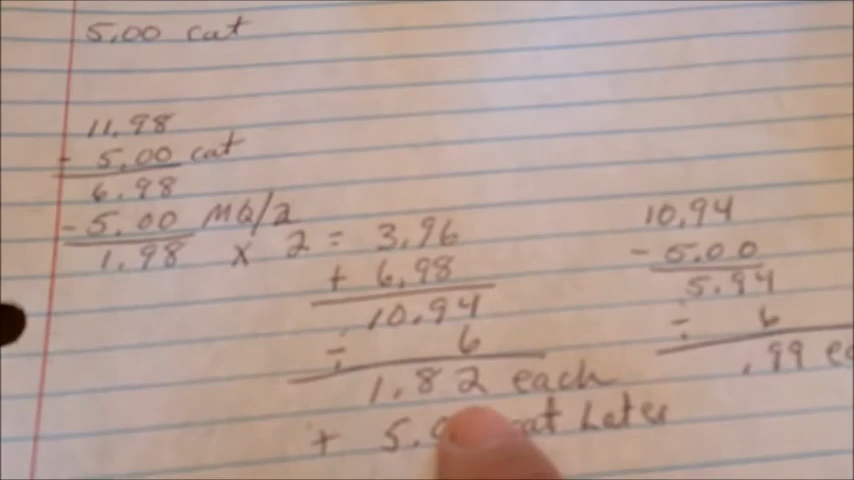 5.00 cat
11.98
- 5.00 cat
6.98
- 5.00 MQ/2
1.98 x 2 = 3.96
+ 6.98
10.94
÷ 6
1.82 each
+ 5. Later
10.94
- 5.00
5.94
÷ 6
.99 ea